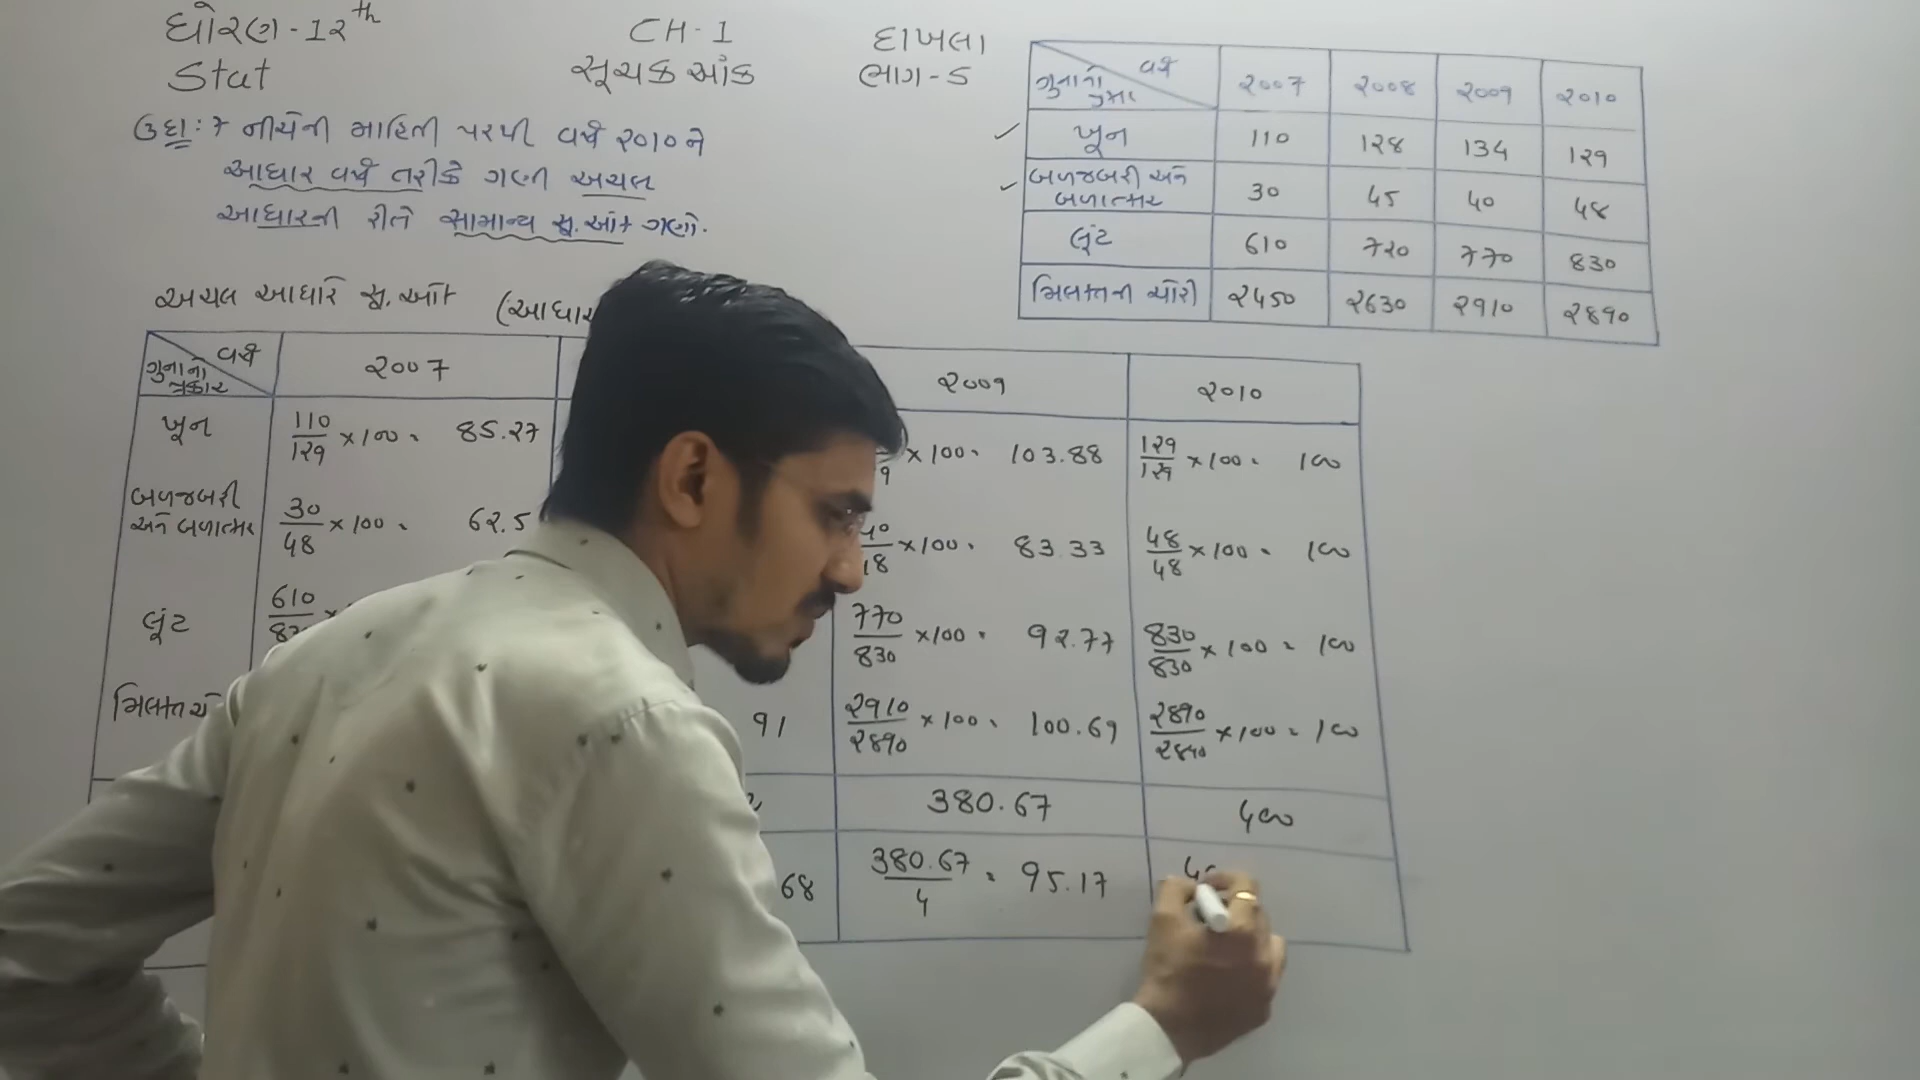 ધોરણ - 12th
CH - 1
દાખલા
Stat
સૂચક આંક
ભાગ - 5
ઉદા : 7 નીચેની માહિતી પરથી વર્ષ 2010 ને
આધાર વર્ષ તરીકે ગણી અચલ
આધારની રીતે સામાન્ય સૂ. આંક ગણો.
ગુનાનો પ્રકાર વર્ષ 2007 2008 2009 2010
ખૂન 110 128 134 129
બળજબરી અને બળાત્કાર 30 45 40 48
લૂંટ 610 720 770 830
મિલકતની ચોરી 2450 2630 2910 2890
અચલ આધારે સૂ. આંક (આધાર
ગુનાનો પ્રકાર વર્ષ 2007 2009 2010
ખૂન 110/129 × 100 = 85.27 × 100 = 103.88 129/129 × 100 = 100
બળજબરી અને બળાત્કાર 30/48 × 100 = 62.5 × 100 = 83.33 48/48 × 100 = 100
લૂંટ 610 770/830 × 100 = 92.77 830/830 × 100 = 100
91 2910/2890 × 100 = 100.69 2890/2890 × 100 = 100
380.67 400
68 380.67/4 = 95.17